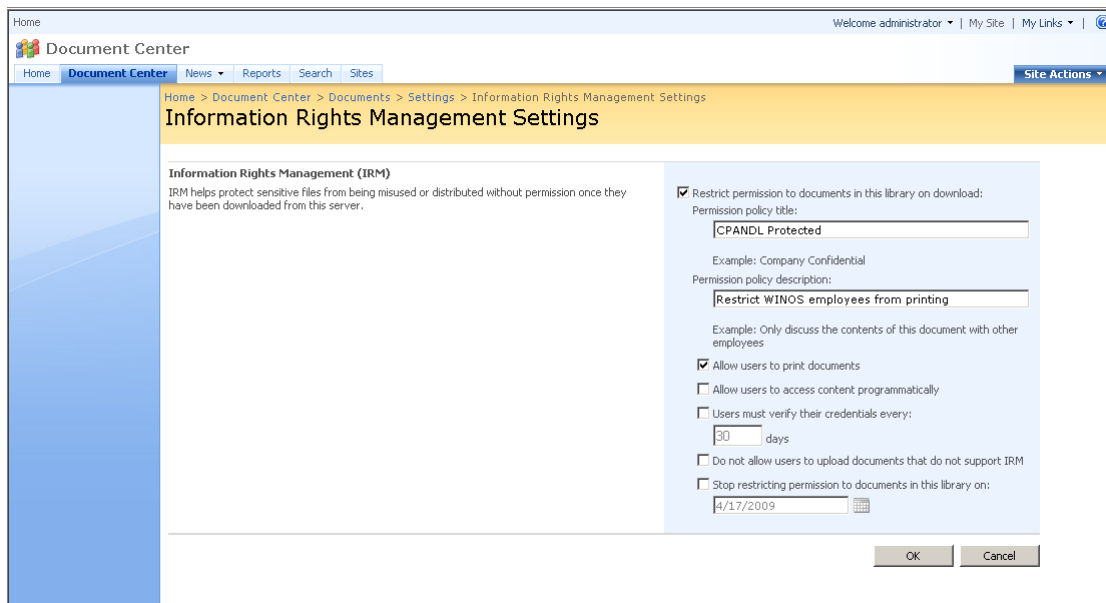 Home
Welcome administrator | My Site | My Links |
Document Center
Home Document Center News Reports Search Sites
Site Actions
Home > Document Center > Documents > Settings > Information Rights Management Settings
Information Rights Management Settings
Information Rights Management (IRM)
IRM helps protect sensitive files from being misused or distributed without permission once they
have been downloaded from this server.
Restrict permission to documents in this library on download:
Permission policy title:
CPANDL Protected
Example: Company Confidential
Permission policy description:
Restrict WINOS employees from printing
Example: Only discuss the contents of this document with other
employees
Allow users to print documents
Allow users to access content programmatically
Users must verify their credentials every:
30 days
Do not allow users to upload documents that do not support IRM
Stop restricting permission to documents in this library on:
4/17/2009
OK Cancel